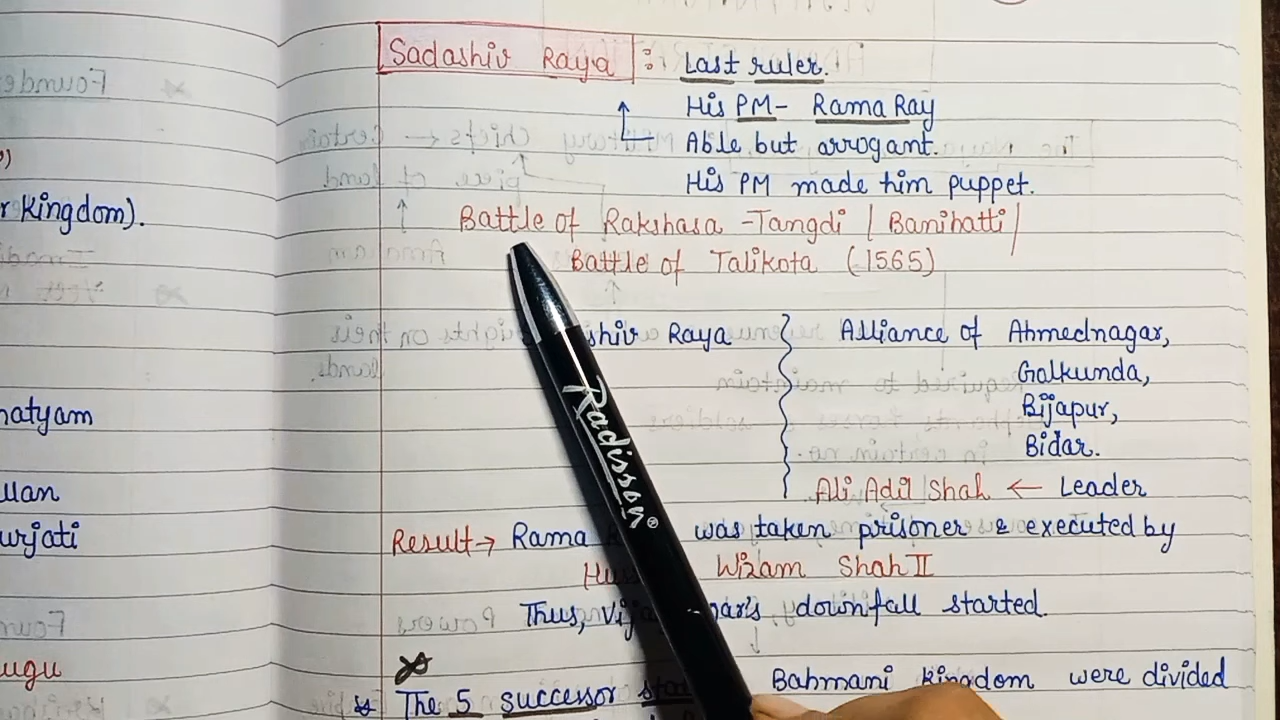 Sadashiv Raya : Last ruler.
His PM - Rama Ray
Able but arrogant.
His PM made him puppet.
r kingdom).
Battle of Rakshasa -Tangdi / Banihatti /
Battle of Talikota (1565)
shiv Raya } Alliance of Ahmednagar,
Golkunda,
Bijapur,
Bidar.
natyam
Ali Adil Shah ← Leader
urjati
Result → Rama was taken prisoner & executed by
Nizam Shah II
Thus, downfall started.
ugu
The 5 successor Bahmani kingdom were divided
Radisson®